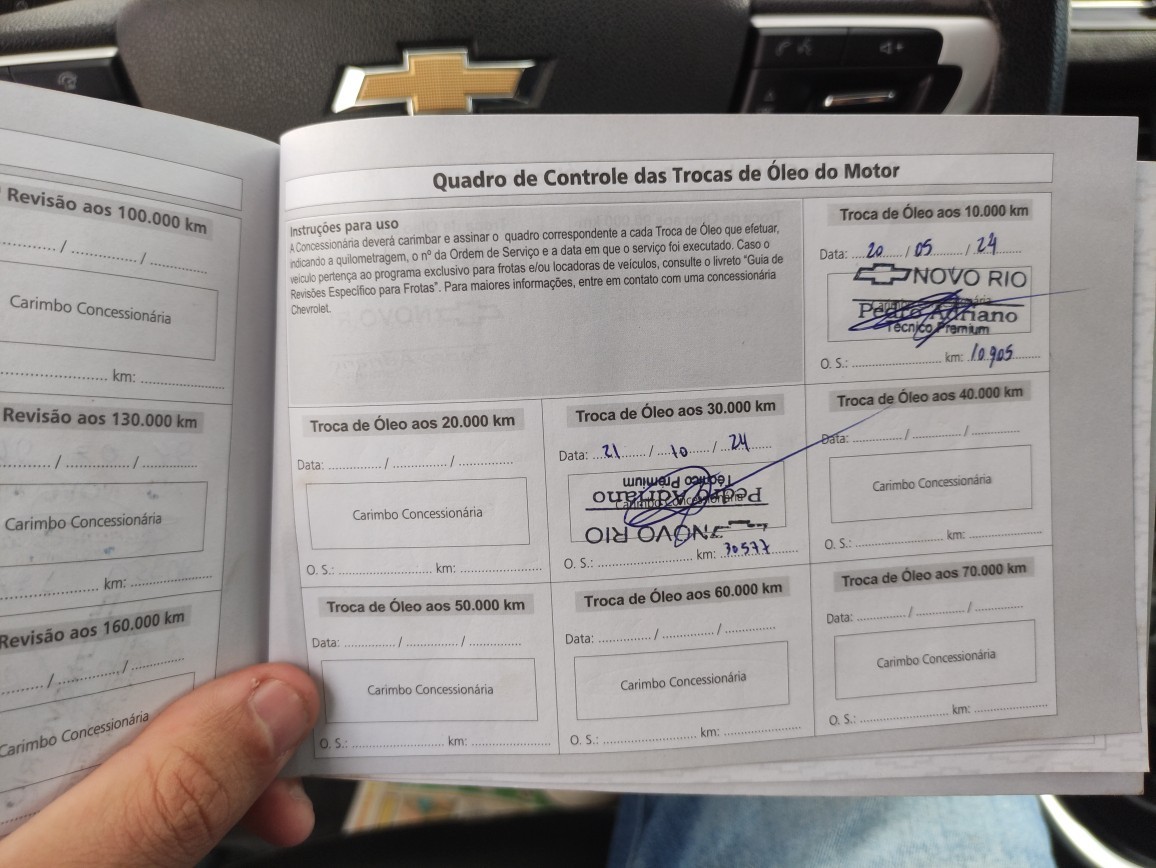 Revisão aos 100.000 km
Carimbo Concessionária
km:
Revisão aos 130.000 km
Carimbo Concessionária
km:
Revisão aos 160.000 km
Carimbo Concessionária
Quadro de Controle das Trocas de Óleo do Motor
Instruções para uso
A Concessionária deverá carimbar e assinar o quadro correspondente a cada Troca de Óleo que efetuar,
indicando a quilometragem, o nº da Ordem de Serviço e a data em que o serviço foi executado. Caso o
veículo pertença ao programa exclusivo para frotas e/ou locadoras de veículos, consulte o livreto "Guia de
Revisões Específico para Frotas". Para maiores informações, entre em contato com uma concessionária
Chevrolet.
Troca de Óleo aos 10.000 km
Data: 20 / 05 / 24
NOVO RIO
Pedro Adriano
Técnico Premium
O. S.: km: 10905
Troca de Óleo aos 20.000 km
Data: / /
Carimbo Concessionária
O. S.: km:
Troca de Óleo aos 30.000 km
Data: 21 / 10 / 24
Técnico Premium
Pedro Adriano
Carimbo Concessionária
NOVO RIO
O. S.: km: 30577
Troca de Óleo aos 40.000 km
Data: / /
Carimbo Concessionária
O. S.: km:
Troca de Óleo aos 50.000 km
Data: / /
Carimbo Concessionária
O. S.: km:
Troca de Óleo aos 60.000 km
Data: / /
Carimbo Concessionária
O. S.: km:
Troca de Óleo aos 70.000 km
Data: / /
Carimbo Concessionária
O. S.: km: